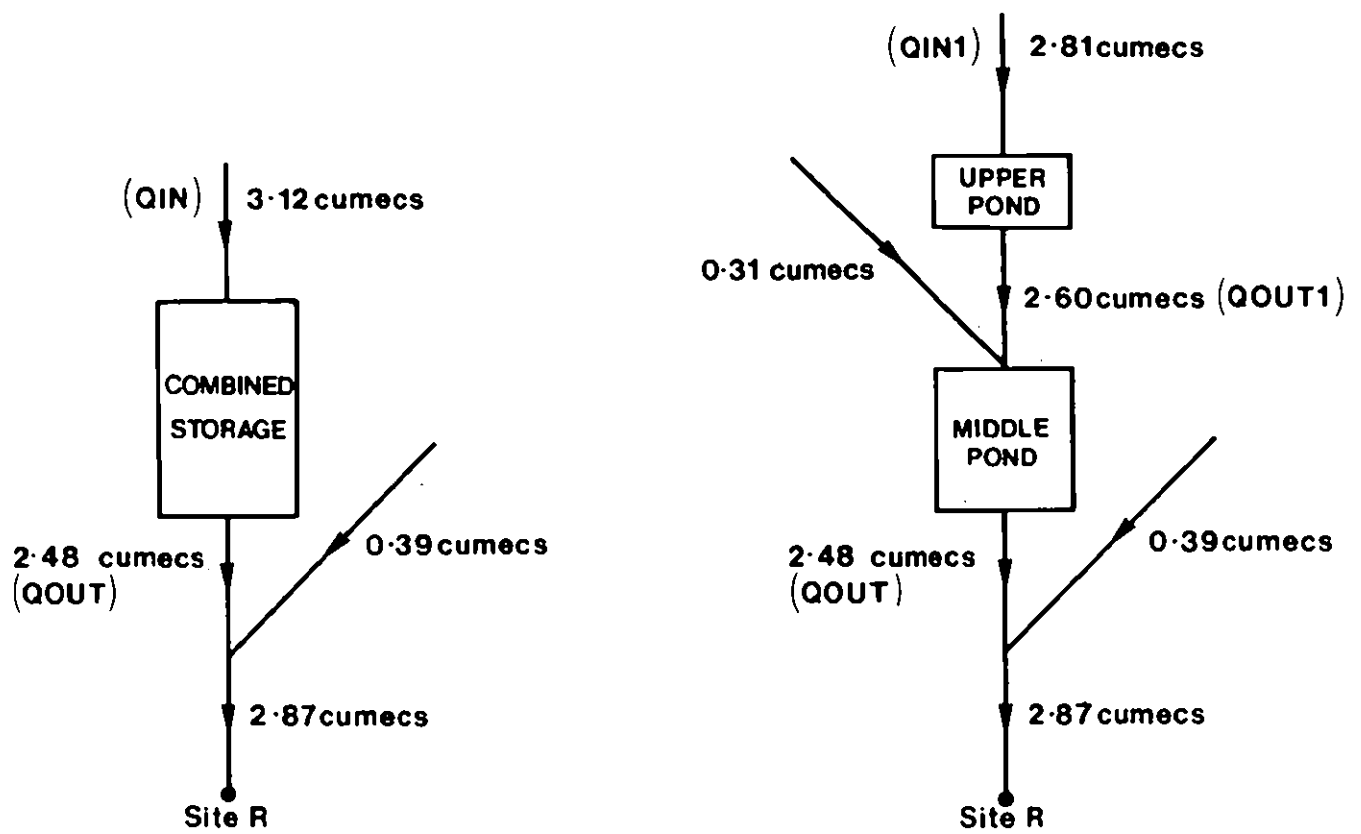 (QIN) 3·12 cumecs
COMBINED
STORAGE
2·48 cumecs
(QOUT)
0·39 cumecs
2·87 cumecs
Site R
(QIN1) 2·81 cumecs
UPPER
POND
0·31 cumecs
2·60 cumecs (QOUT1)
MIDDLE
POND
2·48 cumecs
(QOUT)
0·39 cumecs
2·87 cumecs
Site R